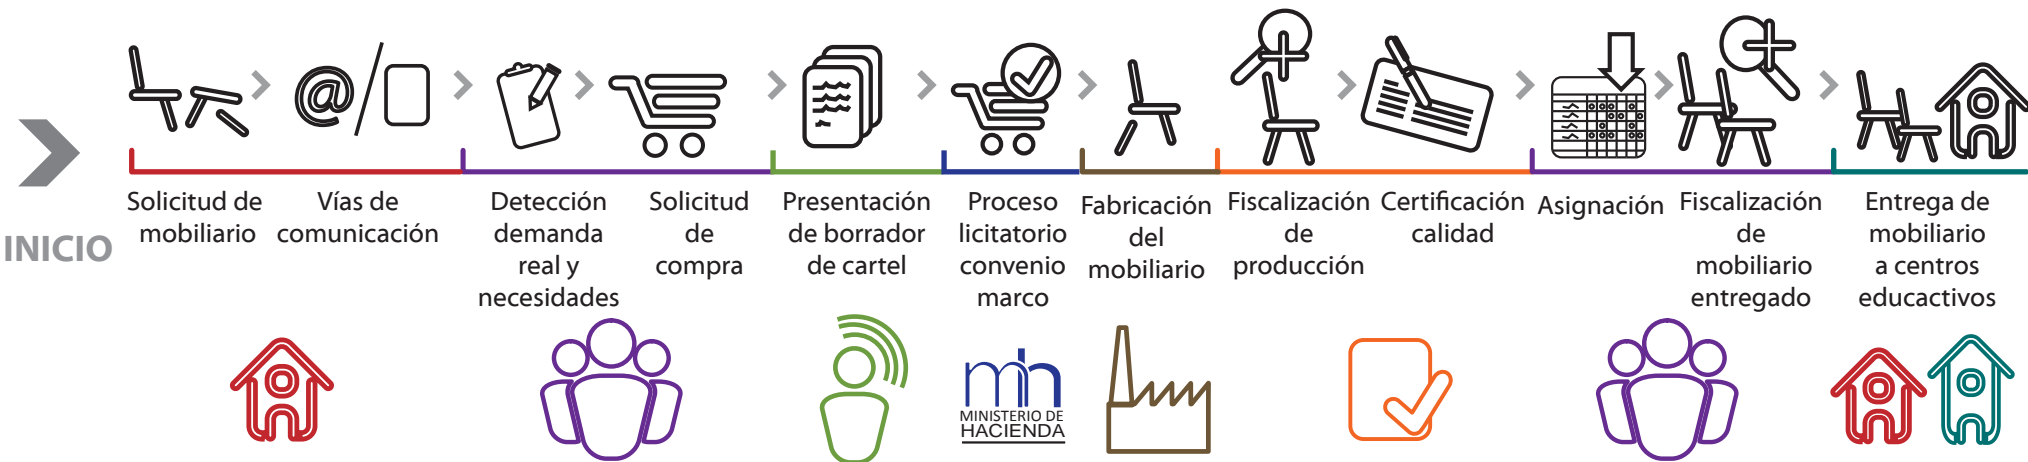 INICIO
@
Solicitud de
mobiliario
Vías de
comunicación
Detección
demanda
real y
necesidades
Solicitud
de
compra
Presentación
de borrador
de cartel
Proceso
licitatorio
convenio
marco
Fabricación
del
mobiliario
Fiscalización
de
producción
Certificación
calidad
Asignación
Fiscalización
de
mobiliario
entregado
Entrega de
mobiliario
a centros
educactivos
mh
MINISTERIO DE
HACIENDA